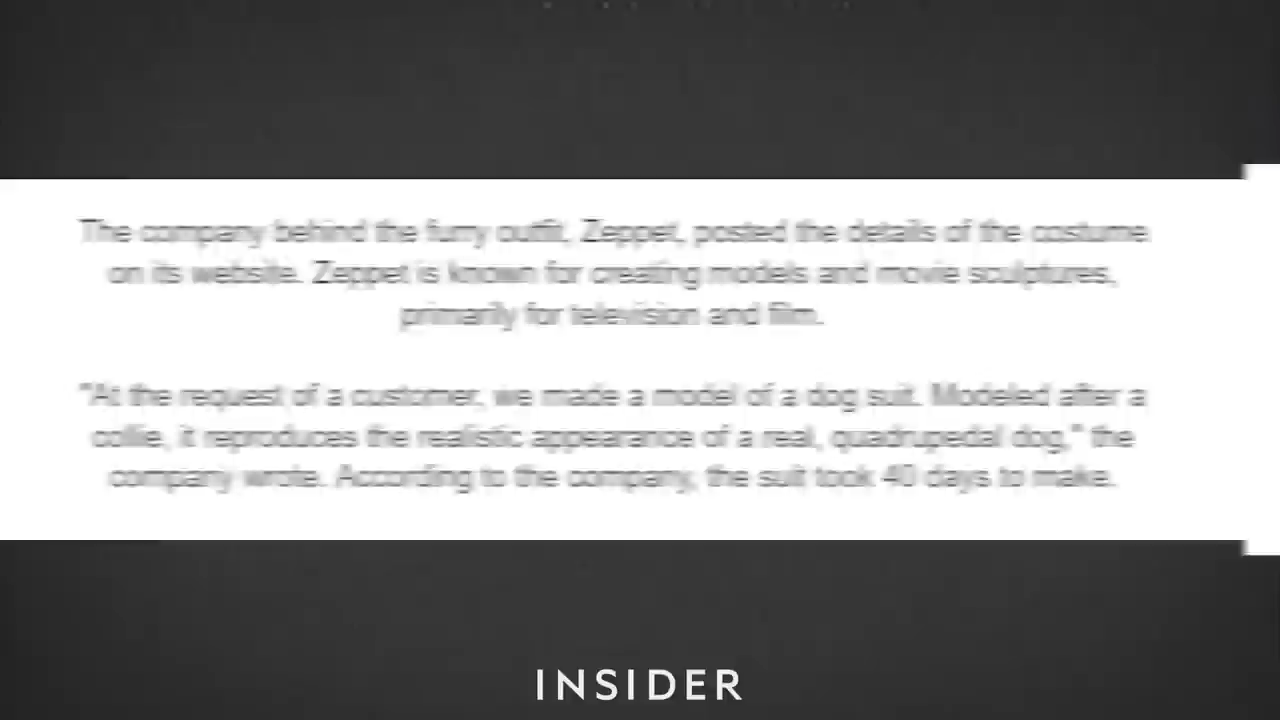 The company behind the furry outfit, Zeppet, posted the details of the costume
on its website. Zeppet is known for creating models and movie sculptures,
primarily for television and film.
"At the request of a customer, we made a model of a dog suit. Modeled after a
collie, it reproduces the realistic appearance of a real, quadrupedal dog," the
company wrote. According to the company, the suit took 40 days to make.
INSIDER